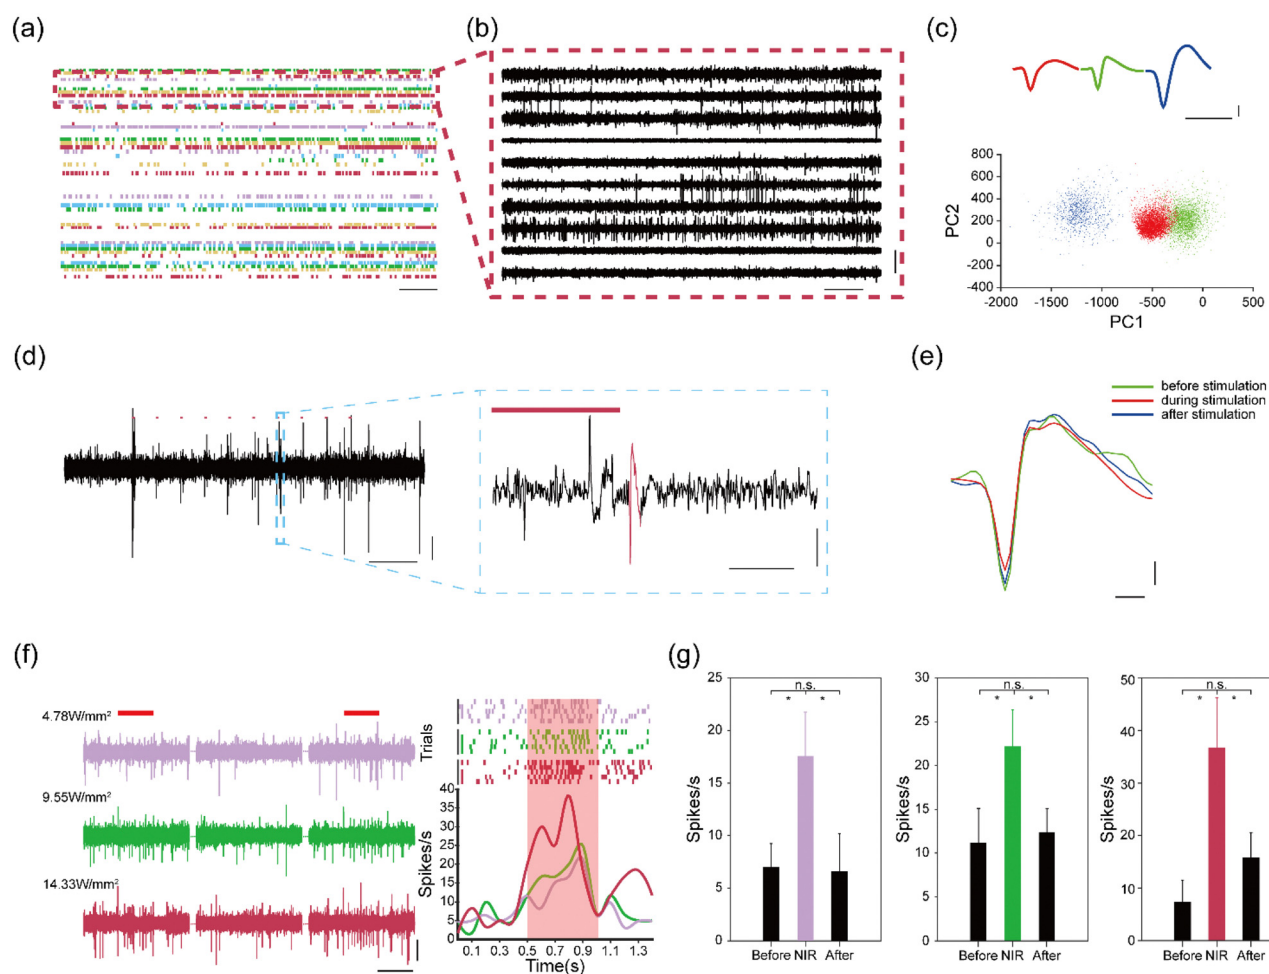 (a)
(b)
(c)
800
600
400
200
0
-200
-400
PC2
-2000 -1500 -1000 -500 0 500
PC1
(d)
(e)
before stimulation
during stimulation
after stimulation
(f)
4.78W/mm²
9.55W/mm²
14.33W/mm²
Trials
40
35
30
25
20
15
10
5
0
Spikes/s
0.1 0.3 0.5 0.7 0.9 1.1 1.3
Time(s)
(g)
25
20
15
10
5
0
Spikes/s
n.s.
* *
Before NIR After
30
25
20
15
10
5
0
Spikes/s
n.s.
* *
Before NIR After
50
40
30
20
10
0
Spikes/s
n.s.
* *
Before NIR After